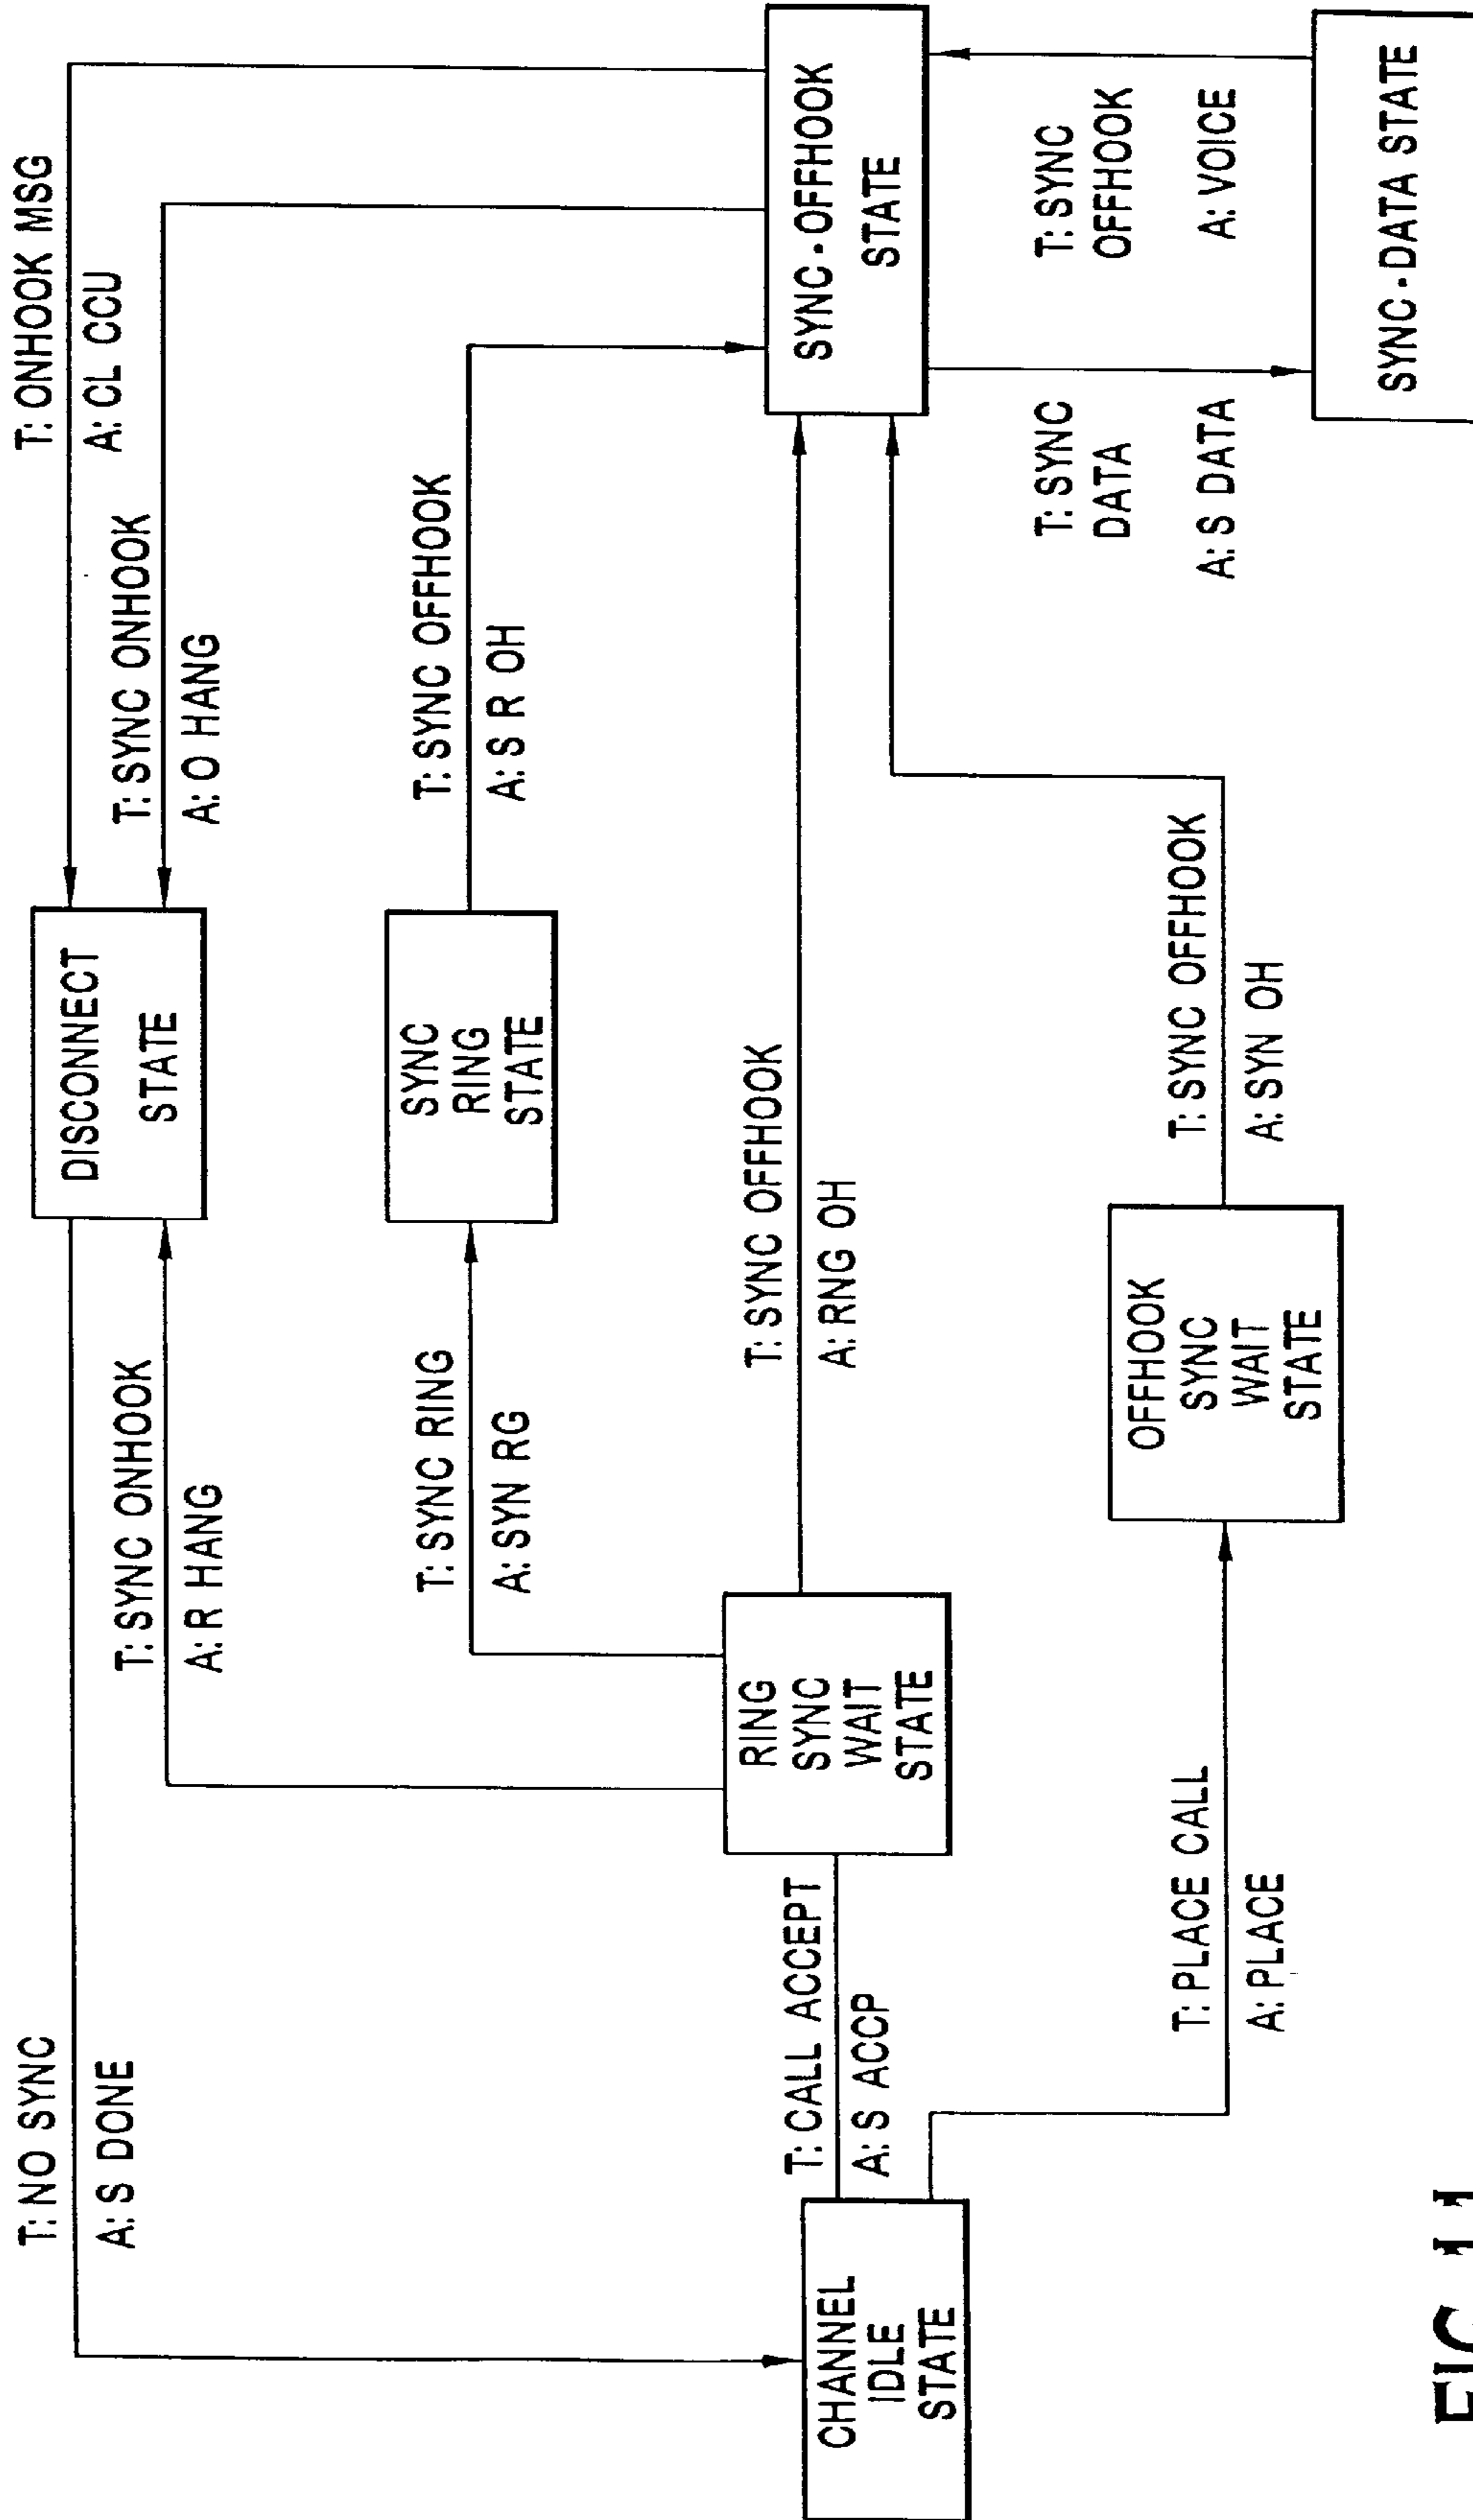 T: NO SYNC
A: S DONE
T: SYNC ONHOOK
A: R HANG
DISCONNECT
STATE
T: ONHOOK MSG
A: CL CCU
T: SYNC ONHOOK
A: O HANG
T: SYNC RING
A: SYN RG
SYNC
RING
STATE
T: SYNC OFFHOOK
A: S R OH
CHANNEL
IDLE
STATE
T: CALL ACCEPT
A: S ACCP
RING
SYNC
WAIT
STATE
T: SYNC OFFHOOK
A: RNG OH
SYNC-OFFHOOK
STATE
T: PLACE CALL
A: PLACE
OFFHOOK
SYNC
WAIT
STATE
T: SYNC OFFHOOK
A: SYN OH
T: SYNC
DATA
A: S DATA
T: SYNC
OFFHOOK
A: VOICE
SYNC-DATA STATE